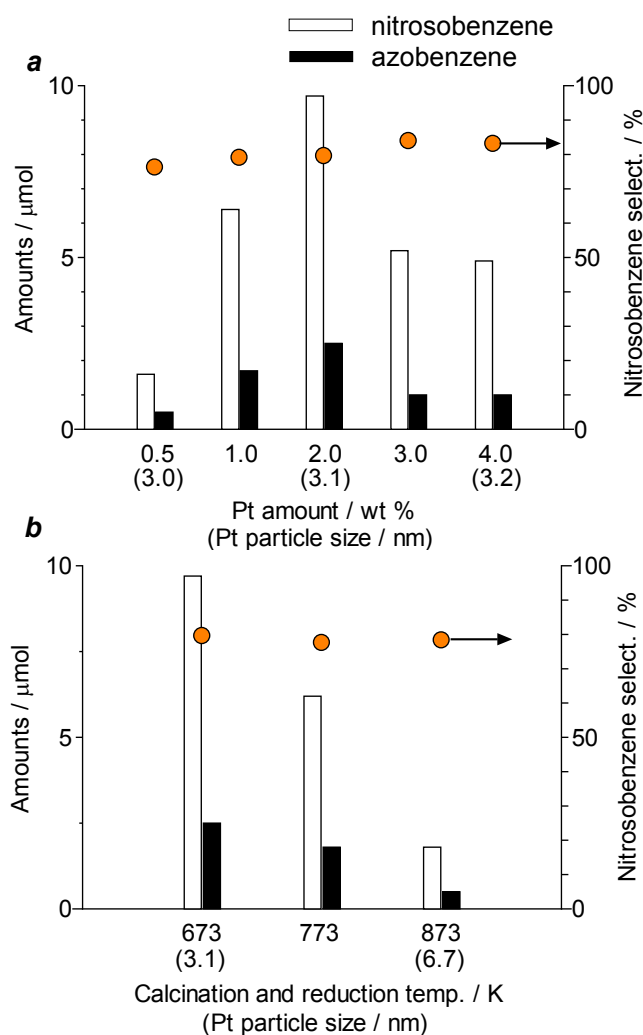 nitrosobenzene
azobenzene
a
10
5
0
Amounts / μmol
100
50
0
Nitrosobenzene select. / %
0.5 1.0 2.0 3.0 4.0
(3.0) (3.1) (3.2)
Pt amount / wt %
(Pt particle size / nm)
b
10
5
0
Amounts / μmol
100
50
0
Nitrosobenzene select. / %
673 773 873
(3.1) (6.7)
Calcination and reduction temp. / K
(Pt particle size / nm)